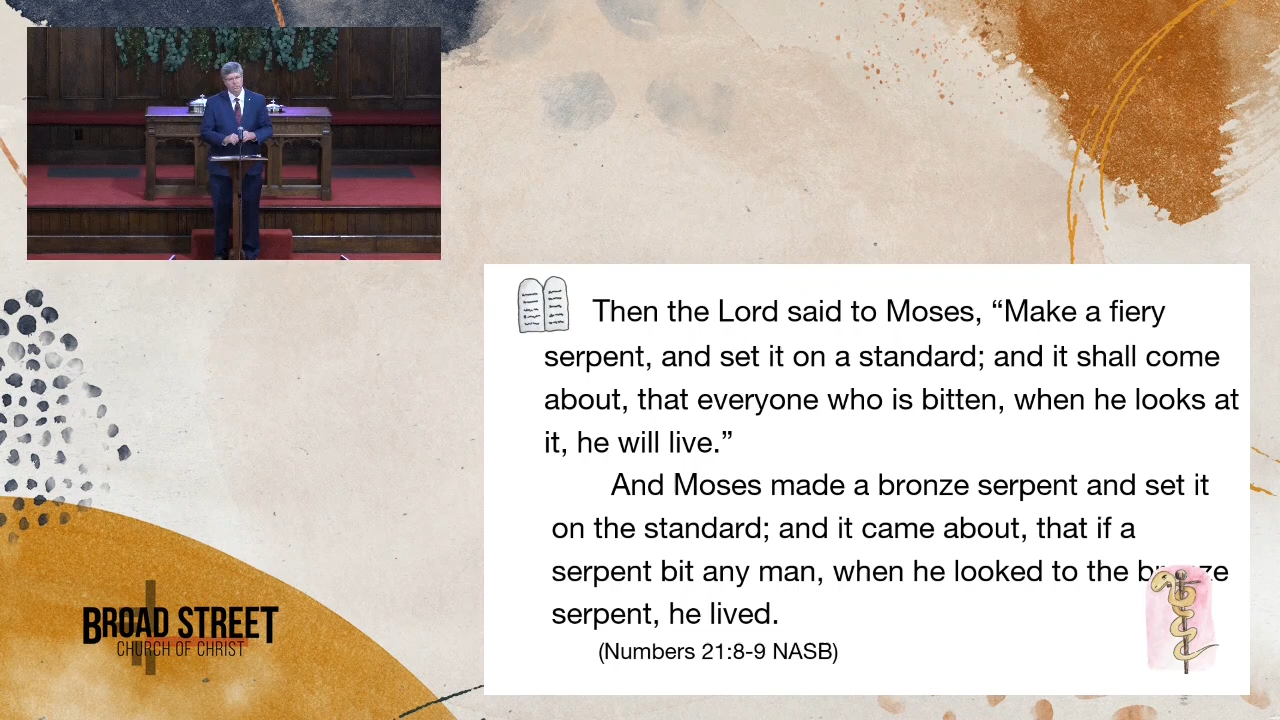 Then the Lord said to Moses, “Make a fiery
serpent, and set it on a standard; and it shall come
about, that everyone who is bitten, when he looks at
it, he will live.”
And Moses made a bronze serpent and set it
on the standard; and it came about, that if a
serpent bit any man, when he looked to the
serpent, he lived.
(Numbers 21:8-9 NASB)
BROAD STREET
CHURCH OF CHRIST